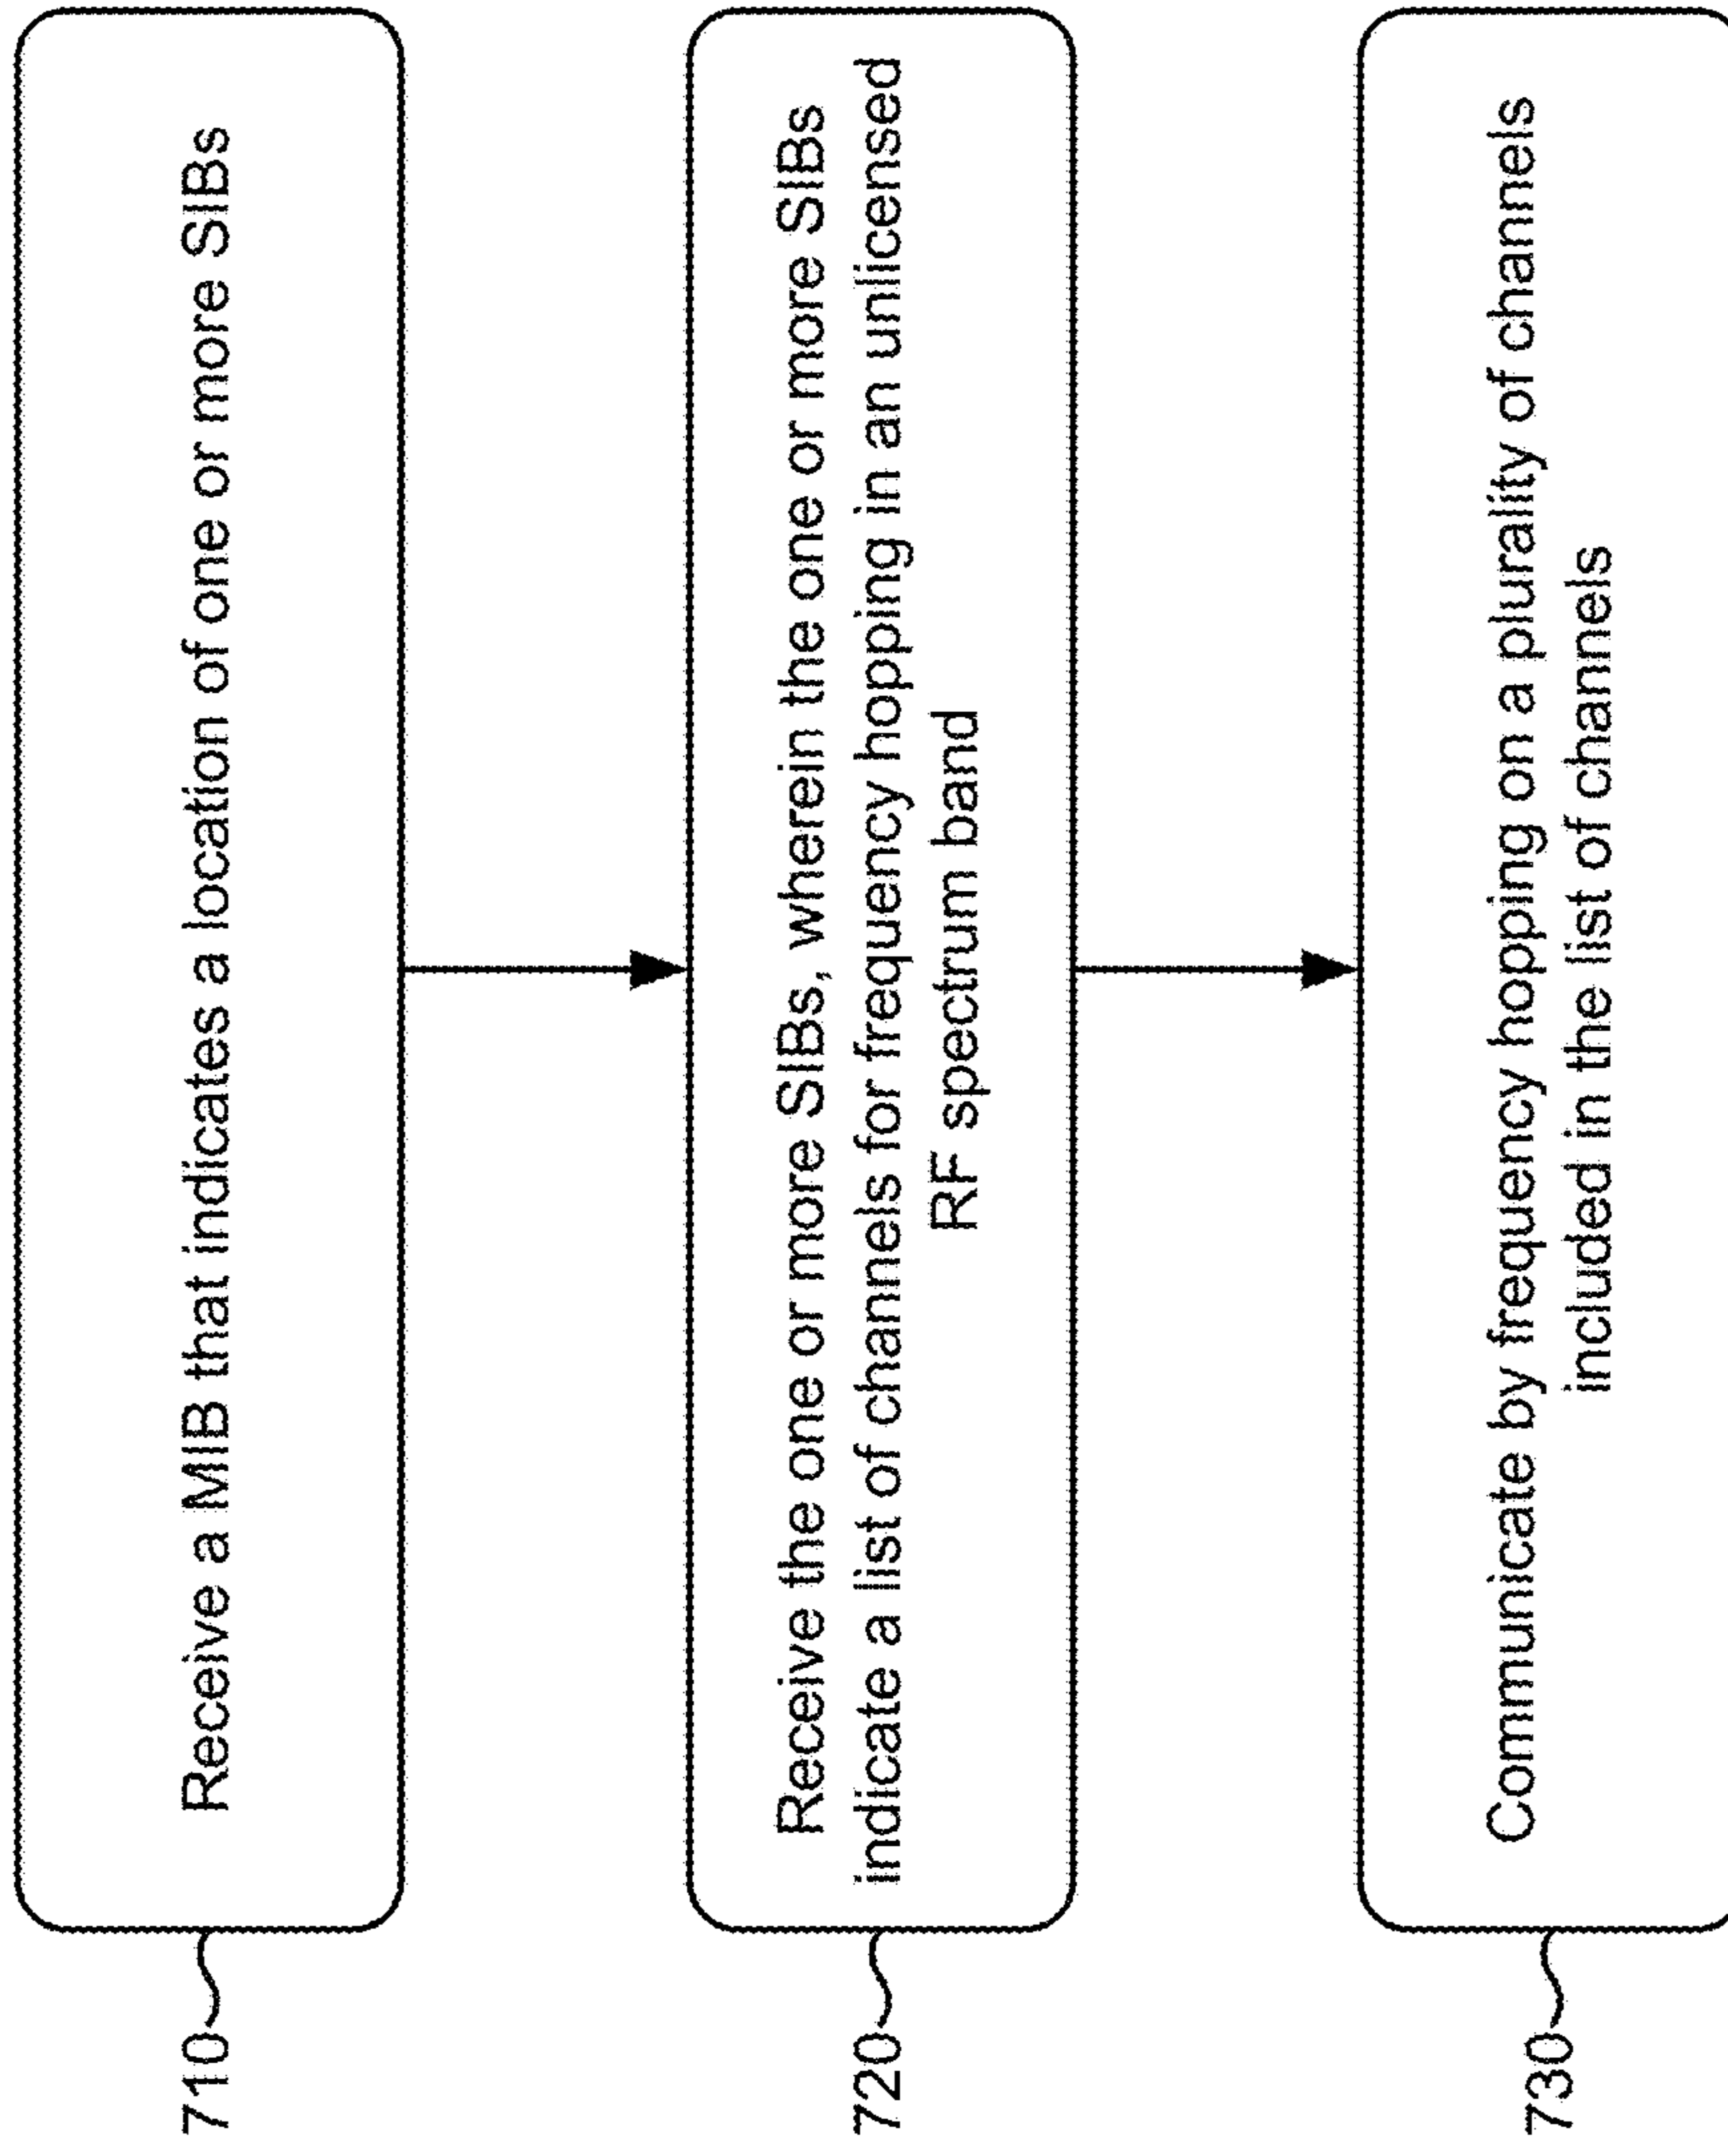 710
Receive a MIB that indicates a location of one or more SIBs
720
Receive the one or more SIBs, wherein the one or more SIBs
indicate a list of channels for frequency hopping in an unlicensed
RF spectrum band
730
Communicate by frequency hopping on a plurality of channels
included in the list of channels